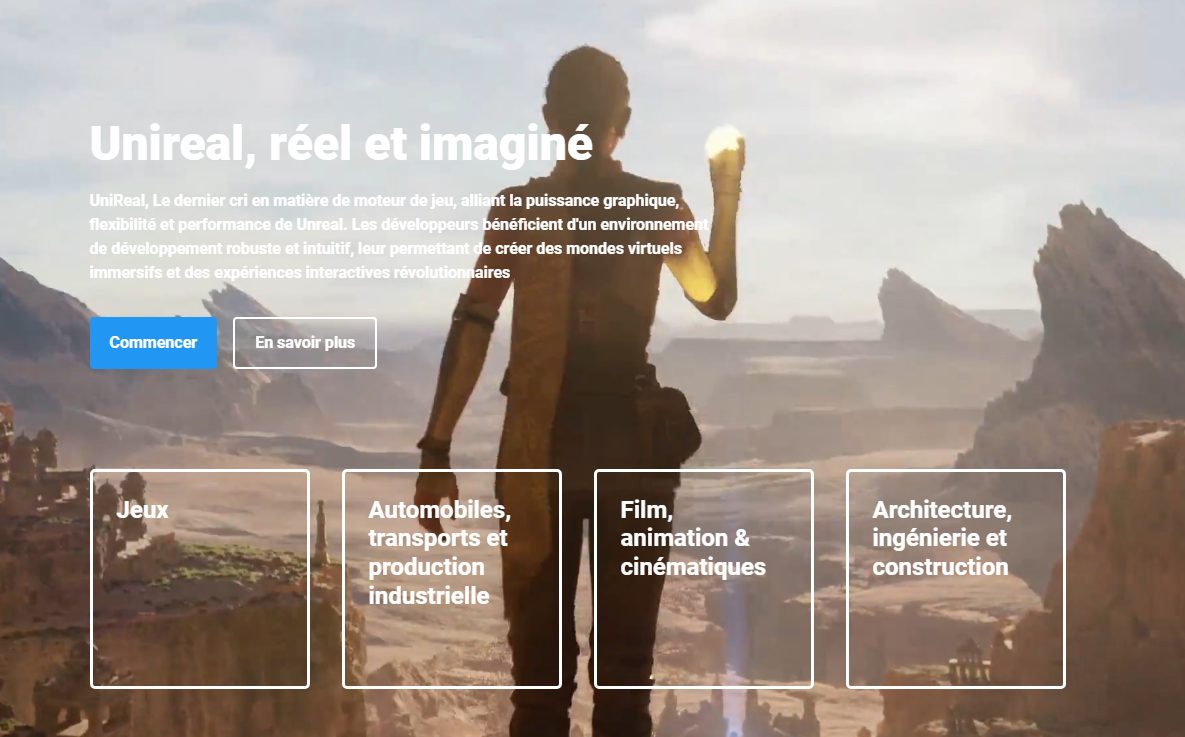 Unireal, réel et imaginé
UniReal, Le dernier cri en matière de moteur de jeu, alliant la puissance graphique,
flexibilité et performance de Unreal. Les développeurs bénéficient d'un environnement
de développement robuste et intuitif, leur permettant de créer des mondes virtuels
immersifs et des expériences interactives révolutionnaires
Commencer
En savoir plus
Jeux
Automobiles,
transports et
production
industrielle
Film,
animation &
cinématiques
Architecture,
ingénierie et
construction